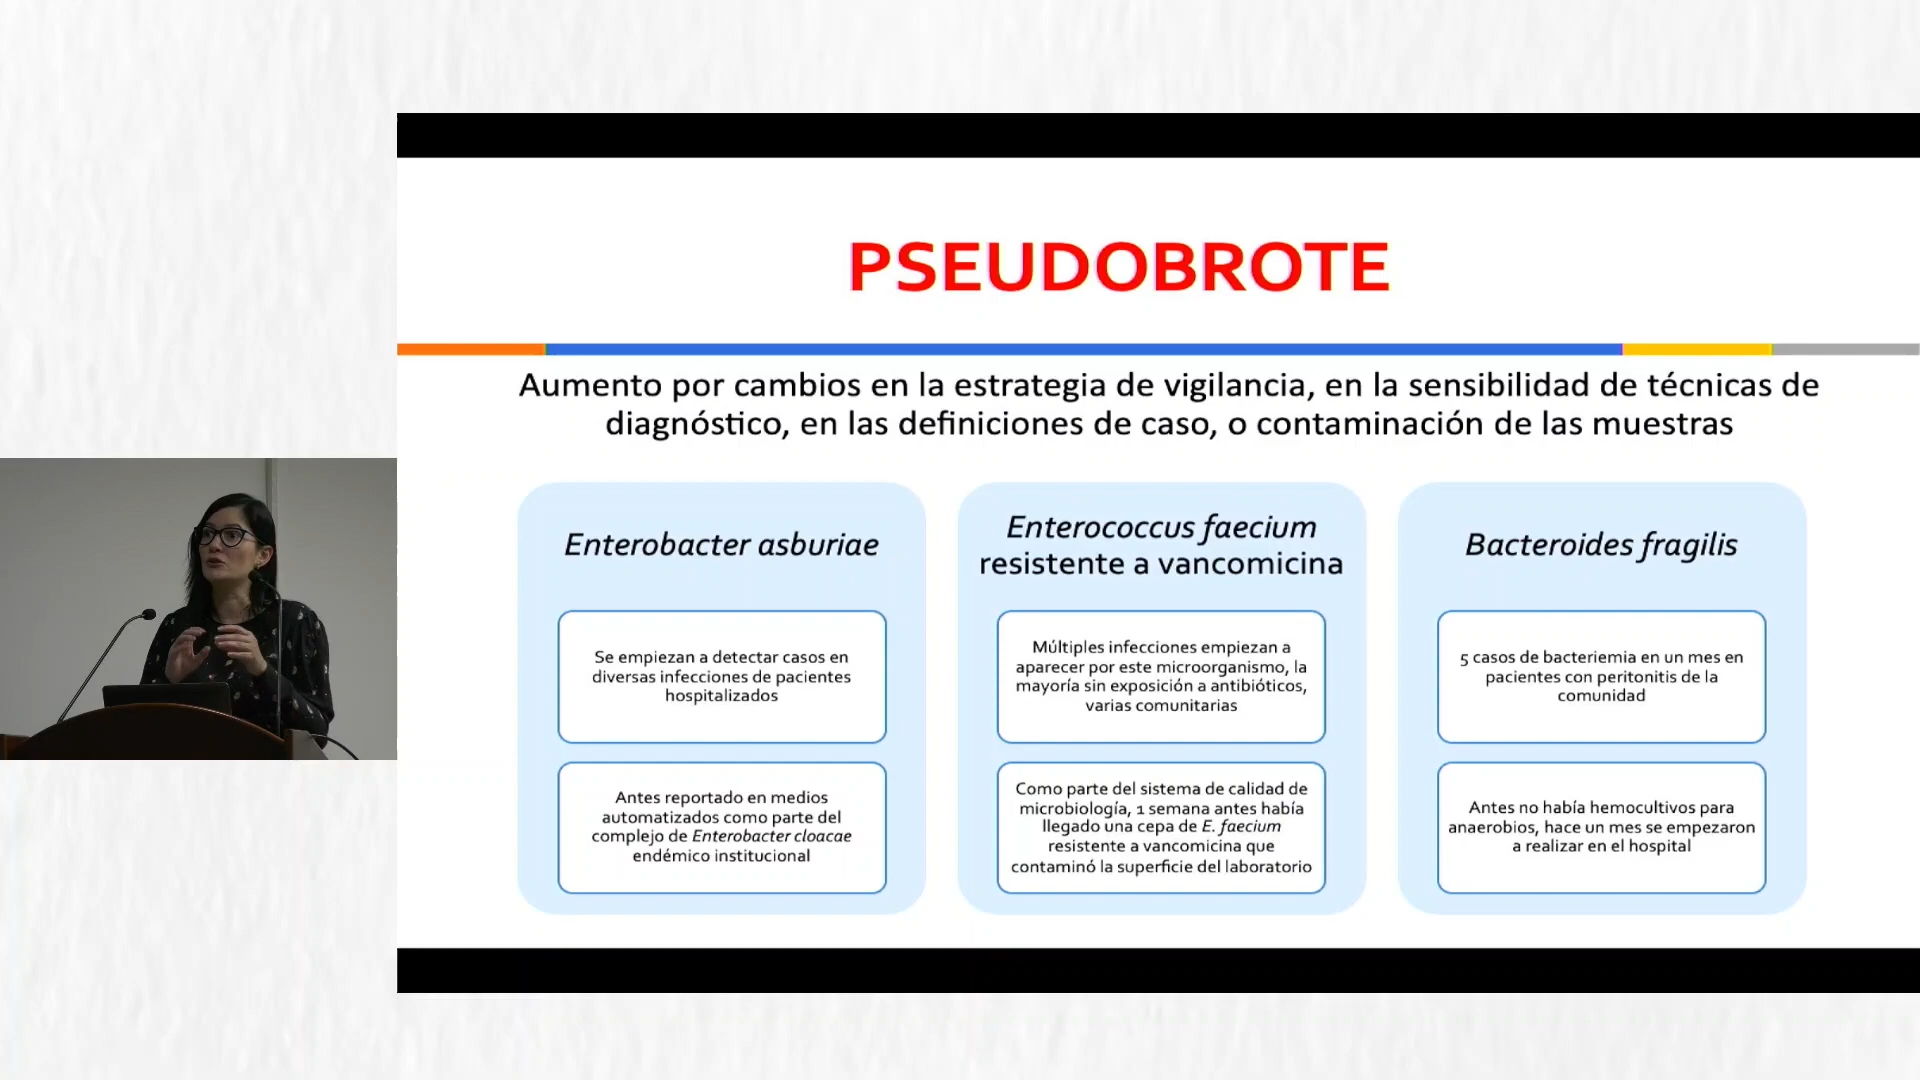 PSEUDOBROTE
Aumento por cambios en la estrategia de vigilancia, en la sensibilidad de técnicas de
diagnóstico, en las definiciones de caso, o contaminación de las muestras
Enterobacter asburiae
Se empiezan a detectar casos en
diversas infecciones de pacientes
hospitalizados
Antes reportado en medios
automatizados como parte del
complejo de Enterobacter cloacae
endémico institucional
Enterococcus faecium
resistente a vancomicina
Múltiples infecciones empiezan a
aparecer por este microorganismo, la
mayoría sin exposición a antibióticos,
varias comunitarias
Como parte del sistema de calidad de
microbiología, 1 semana antes había
llegado una cepa de E. faecium
resistente a vancomicina que
contaminó la superficie del laboratorio
Bacteroides fragilis
5 casos de bacteriemia en un mes en
pacientes con peritonitis de la
comunidad
Antes no había hemocultivos para
anaerobios, hace un mes se empezaron
a realizar en el hospital